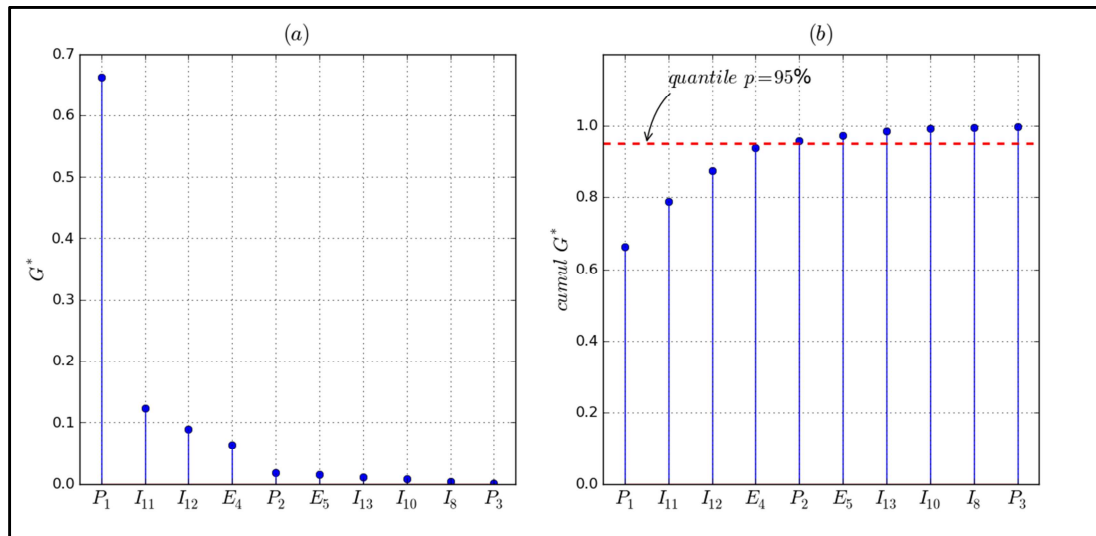 (a)
0.7
0.6
0.5
0.4
0.3
0.2
0.1
0.0
G*
P₁ I₁₁ I₁₂ E₄ P₂ E₅ I₁₃ I₁₀ I₈ P₃
(b)
quantile p=95%
1.0
0.8
0.6
0.4
0.2
0.0
cumul G*
P₁ I₁₁ I₁₂ E₄ P₂ E₅ I₁₃ I₁₀ I₈ P₃